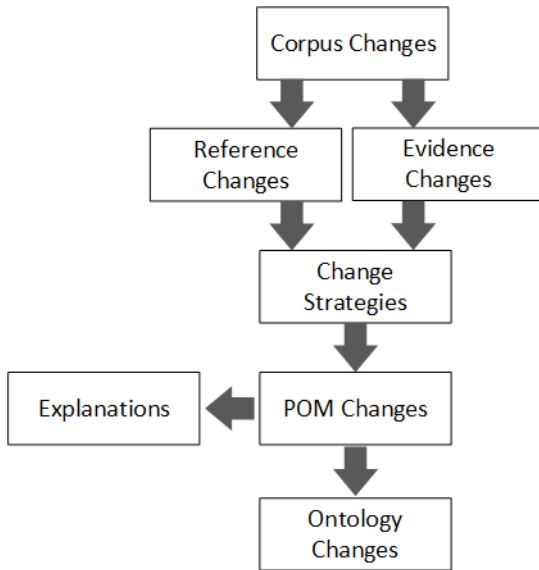 Corpus Changes
Reference
Changes
Evidence
Changes
Change
Strategies
Explanations
POM Changes
Ontology
Changes